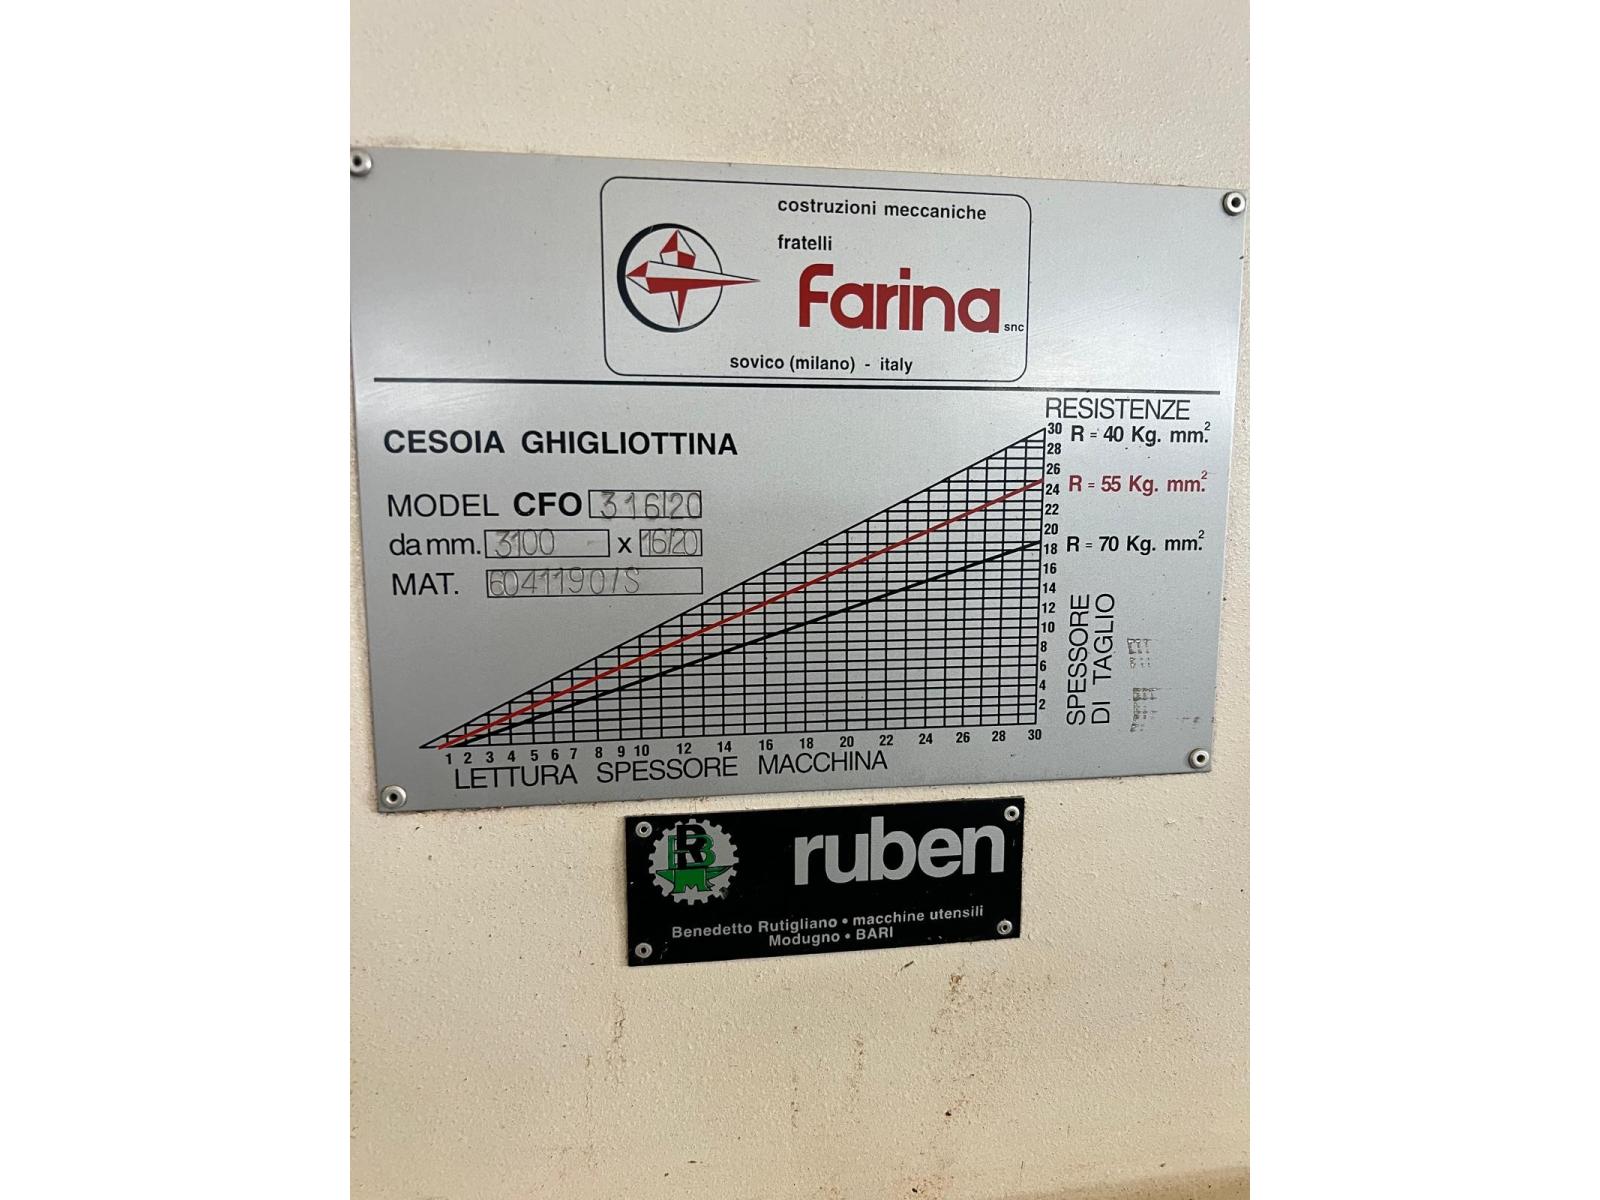 costruzioni meccaniche
fratelli
Farina snc
sovico (milano) - italy
CESOIA GHIGLIOTTINA
MODEL CFO 316/20
da mm. 3100 x 16/20
MAT. 6041190/S
RESISTENZE
R = 40 Kg. mm.²
R = 55 Kg. mm.²
R = 70 Kg. mm.²
30
28
26
24
22
20
18
16
14
12
10
8
6
4
2
SPESSORE
DI TAGLIO
1 2 3 4 5 6 7 8 9 10 12 14 16 18 20 22 24 26 28 30
LETTURA SPESSORE MACCHINA
RBM
ruben
Benedetto Rutigliano • macchine utensili
Modugno • BARI